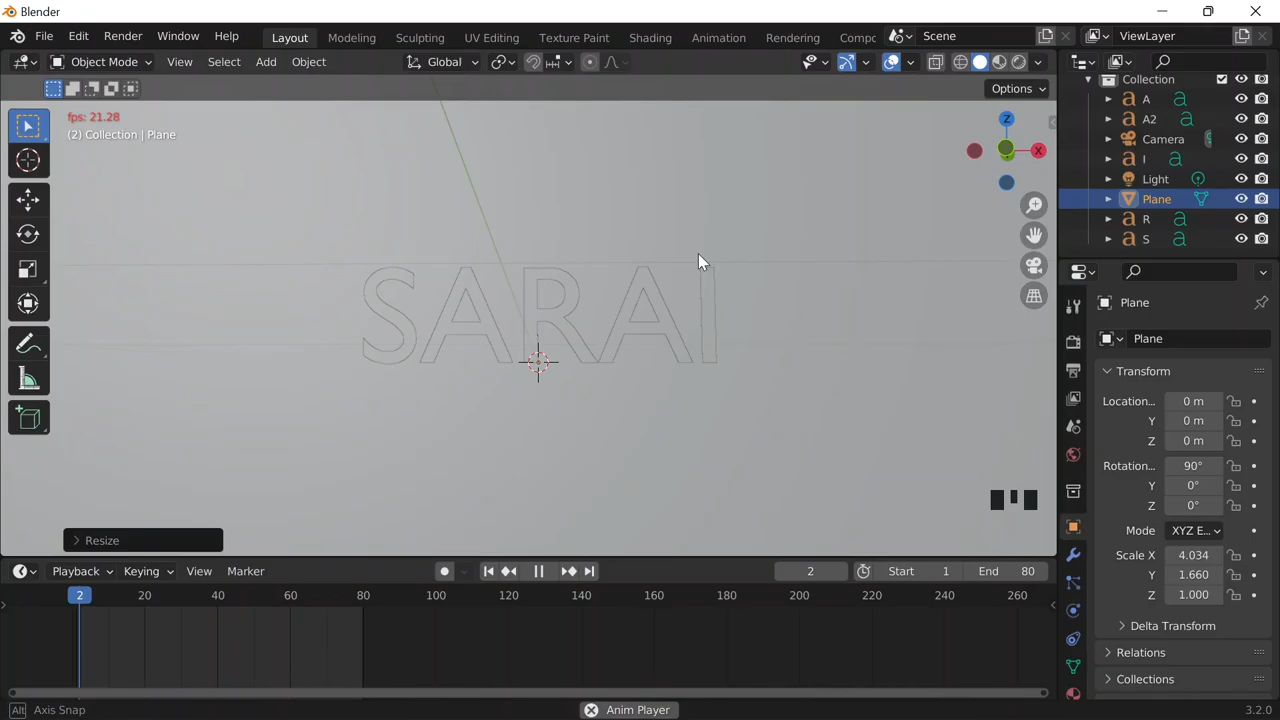 Blender
File Edit Render Window Help Layout Modeling Sculpting UV Editing Texture Paint Shading Animation Rendering Compc Scene ViewLayer
Object Mode View Select Add Object Global
Options
fps: 21.28
(2) Collection | Plane
Z
X
SARAI
Resize
Collection
A
A2
Camera
I
Light
Plane
R
S
Plane
Plane
Transform
Location... 0 m
Y 0 m
Z 0 m
Rotation... 90°
Y 0°
Z 0°
Mode XYZ E...
Scale X 4.034
Y 1.660
Z 1.000
Delta Transform
Relations
Collections
Playback Keying View Marker 2 Start 1 End 80
2 20 40 60 80 100 120 140 160 180 200 220 240 260
Alt Axis Snap Anim Player 3.2.0